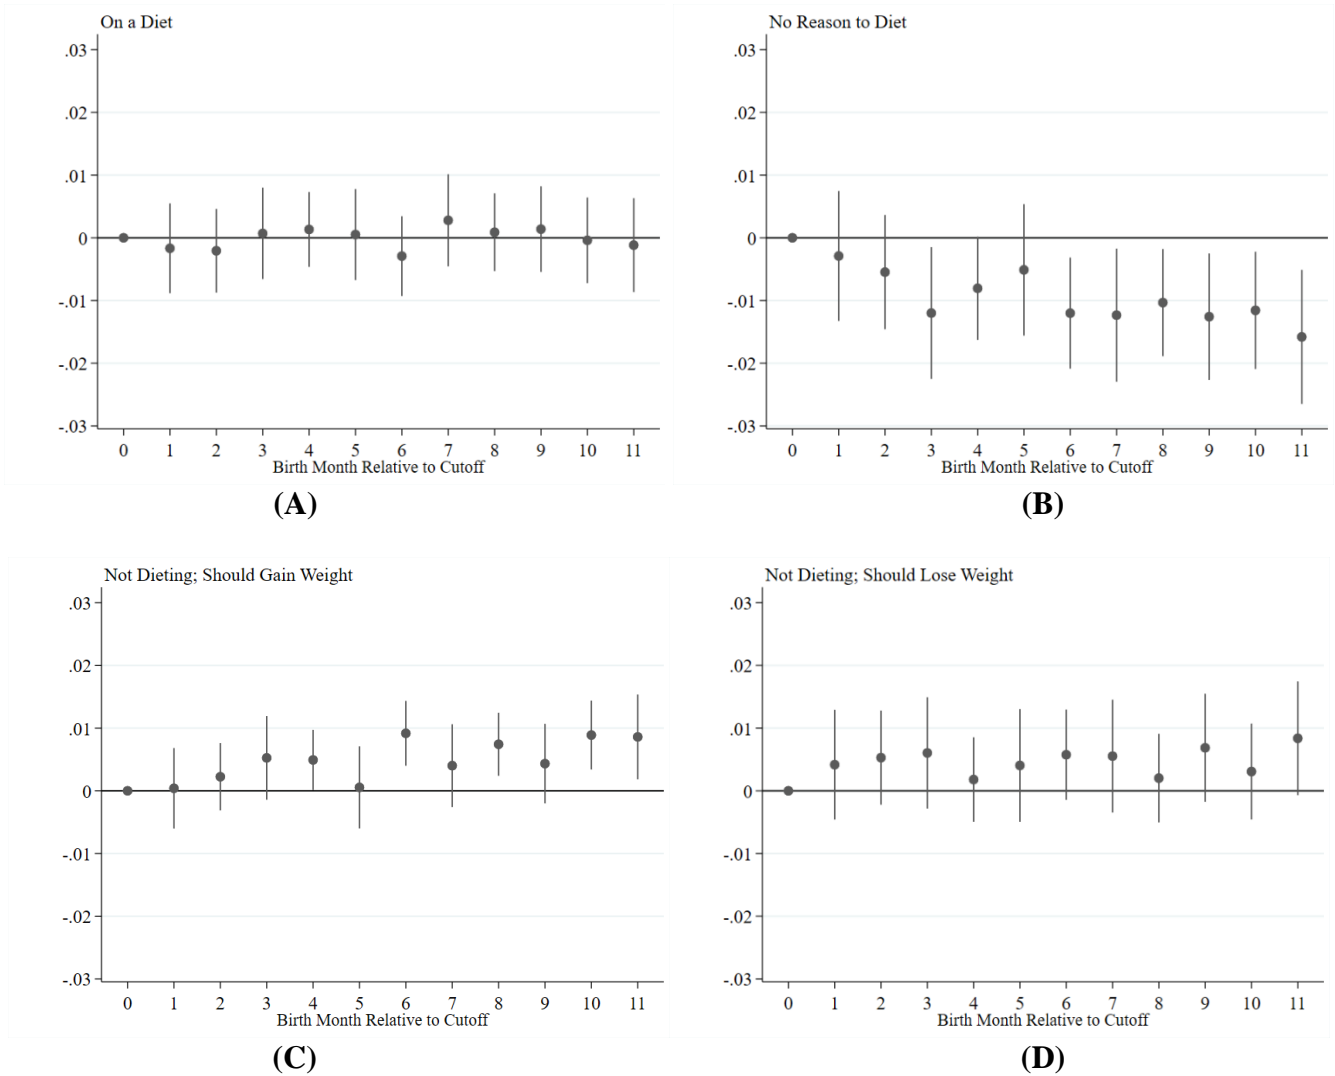 On a Diet
.03
.02
.01
0
-.01
-.02
-.03
0 1 2 3 4 5 6 7 8 9 10 11
Birth Month Relative to Cutoff
(A)
No Reason to Diet
.03
.02
.01
0
-.01
-.02
-.03
0 1 2 3 4 5 6 7 8 9 10 11
Birth Month Relative to Cutoff
(B)
Not Dieting; Should Gain Weight
.03
.02
.01
0
-.01
-.02
-.03
0 1 2 3 4 5 6 7 8 9 10 11
Birth Month Relative to Cutoff
(C)
Not Dieting; Should Lose Weight
.03
.02
.01
0
-.01
-.02
-.03
0 1 2 3 4 5 6 7 8 9 10 11
Birth Month Relative to Cutoff
(D)